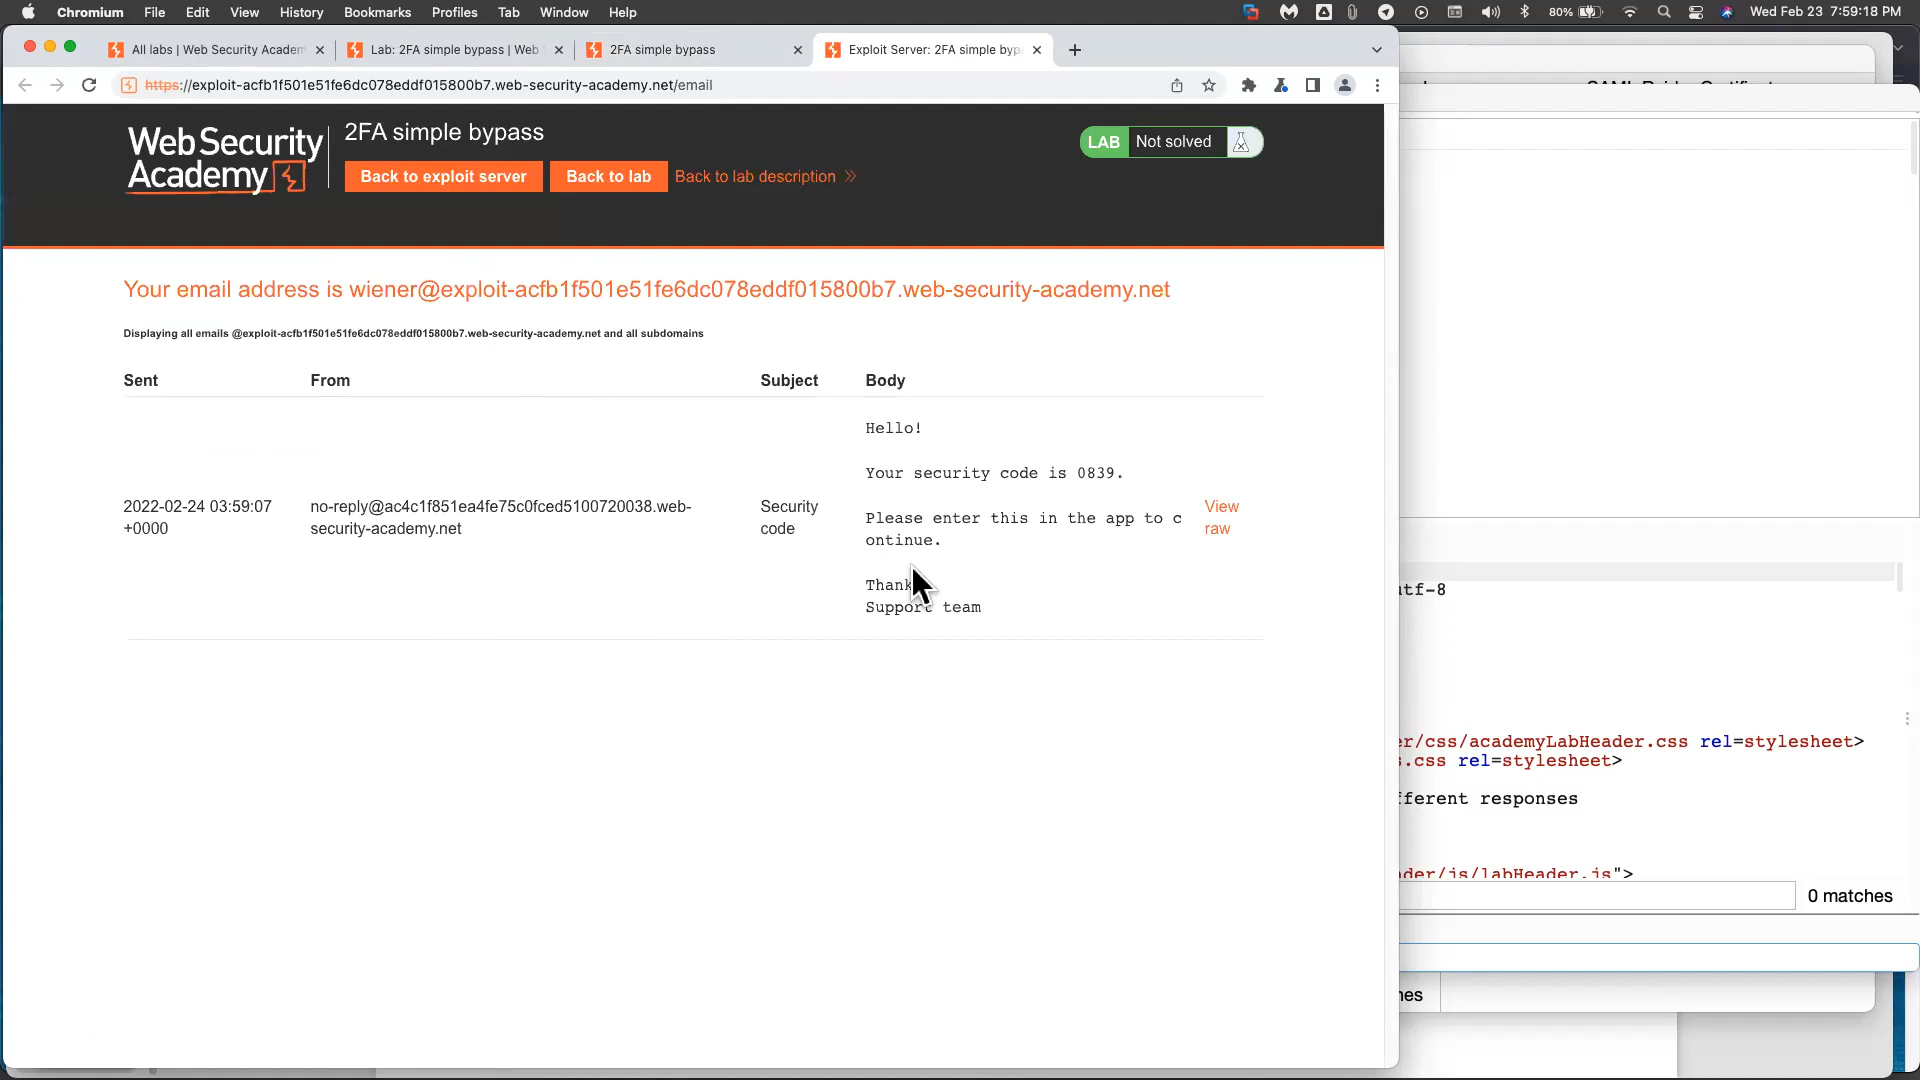 Chromium File Edit View History Bookmarks Profiles Tab Window Help 80% Wed Feb 23 7:59:18 PM
All labs | Web Security Academ
Lab: 2FA simple bypass | Web
2FA simple bypass
Exploit Server: 2FA simple byp
https://exploit-acfb1f501e51fe6dc078eddf015800b7.web-security-academy.net/email
Web Security
Academy
2FA simple bypass
Back to exploit server
Back to lab
Back to lab description
LAB Not solved
Your email address is wiener@exploit-acfb1f501e51fe6dc078eddf015800b7.web-security-academy.net
Displaying all emails @exploit-acfb1f501e51fe6dc078eddf015800b7.web-security-academy.net and all subdomains
Sent From Subject Body
2022-02-24 03:59:07
+0000
no-reply@ac4c1f851ea4fe75c0fced5100720038.web-
security-academy.net
Security
code
Hello!
Your security code is 0839.
Please enter this in the app to c
ontinue.
Thank
Support team
View
raw
utf-8
er/css/academyLabHeader.css rel=stylesheet>
s.css rel=stylesheet>
fferent responses
ader/js/labHeader.js">
0 matches
hes